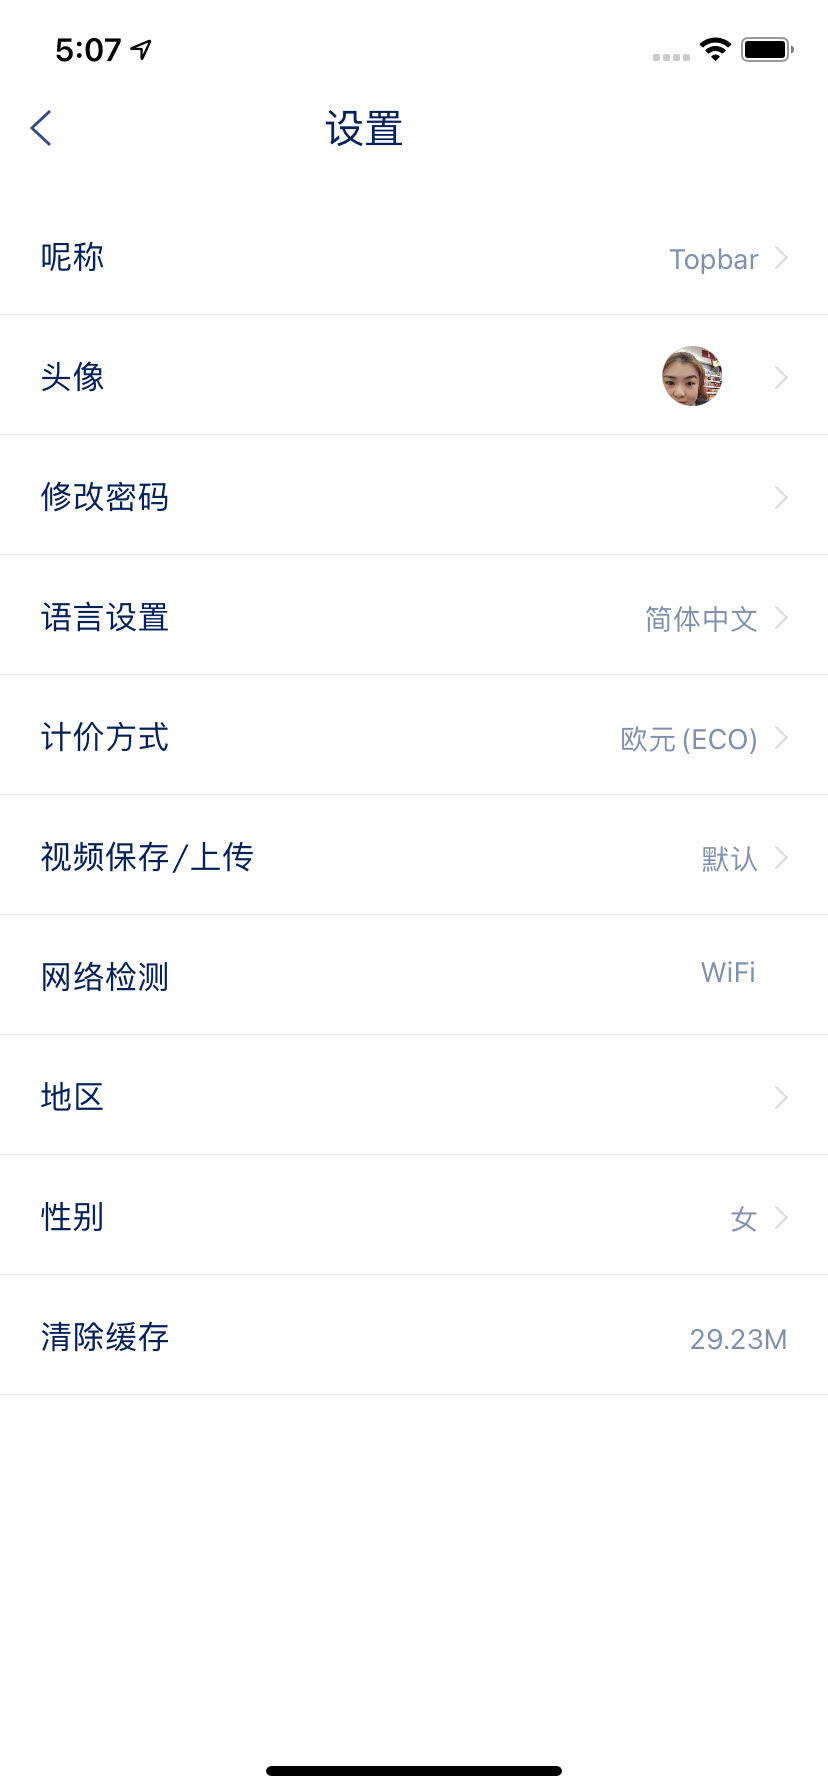 5:07
设置
呢称 Topbar
头像
修改密码
语言设置 简体中文
计价方式 欧元(ECO)
视频保存/上传 默认
网络检测 WiFi
地区
性别 女
清除缓存 29.23M